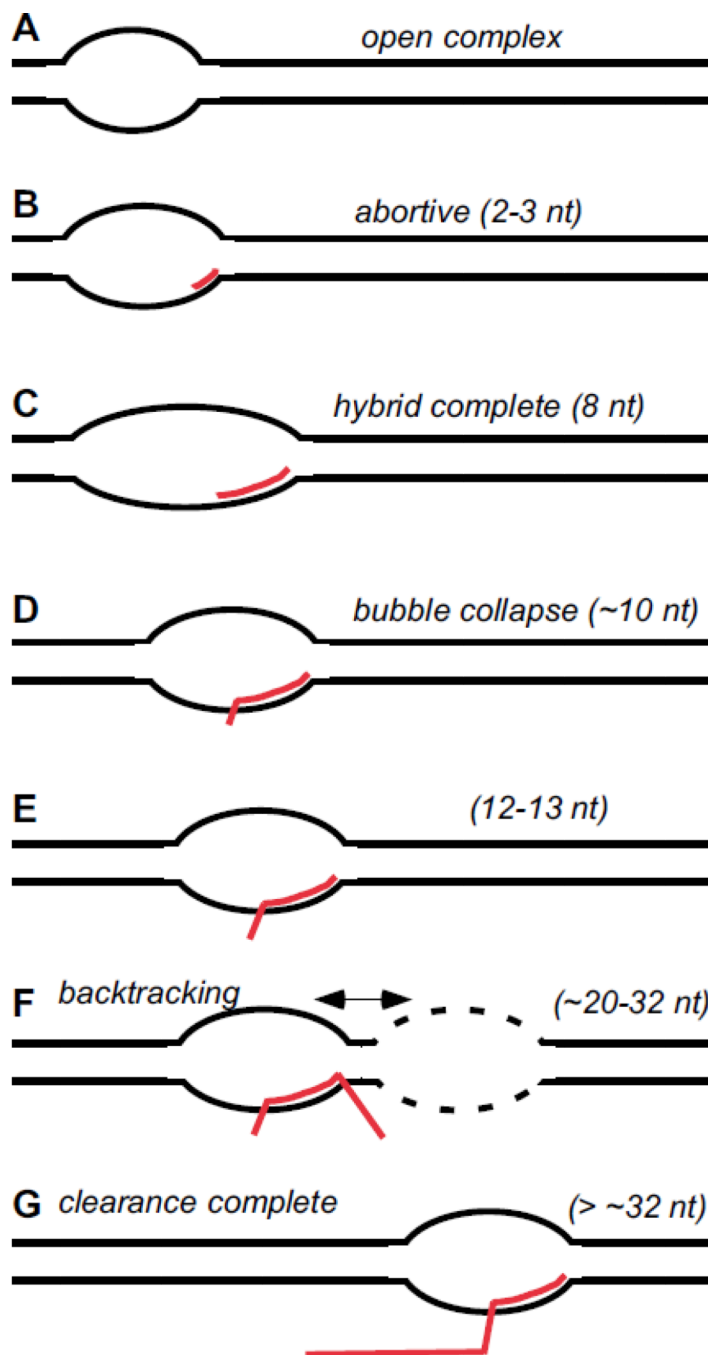 A open complex
B abortive (2-3 nt)
C hybrid complete (8 nt)
D bubble collapse (~10 nt)
E (12-13 nt)
F backtracking (~20-32 nt)
G clearance complete (> ~32 nt)